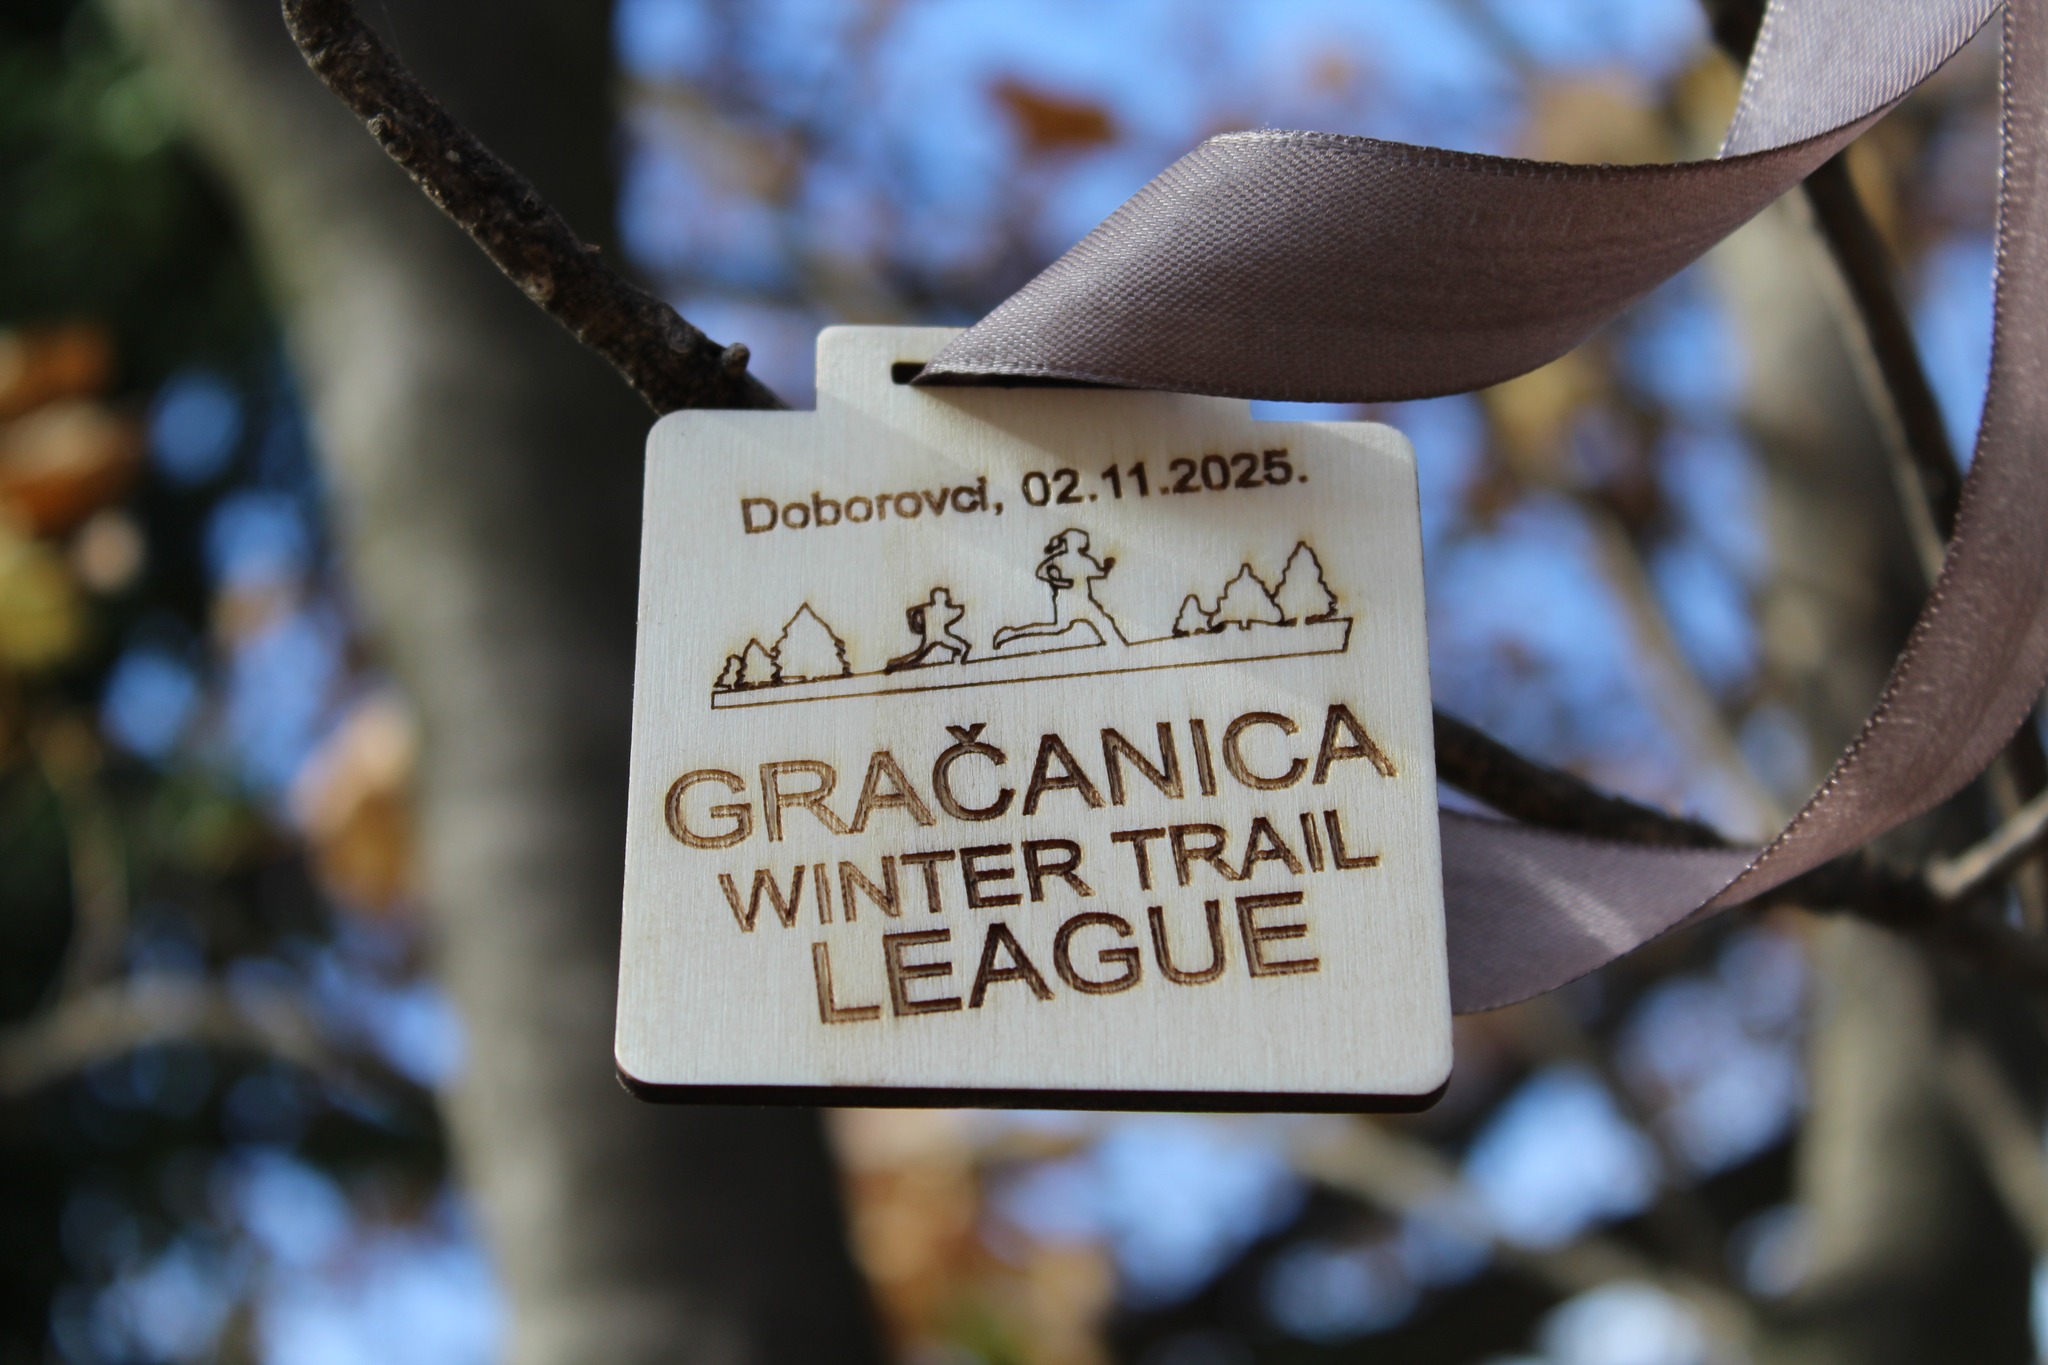 Doborovci, 02.11.2025.
GRAČANICA
WINTER TRAIL
LEAGUE